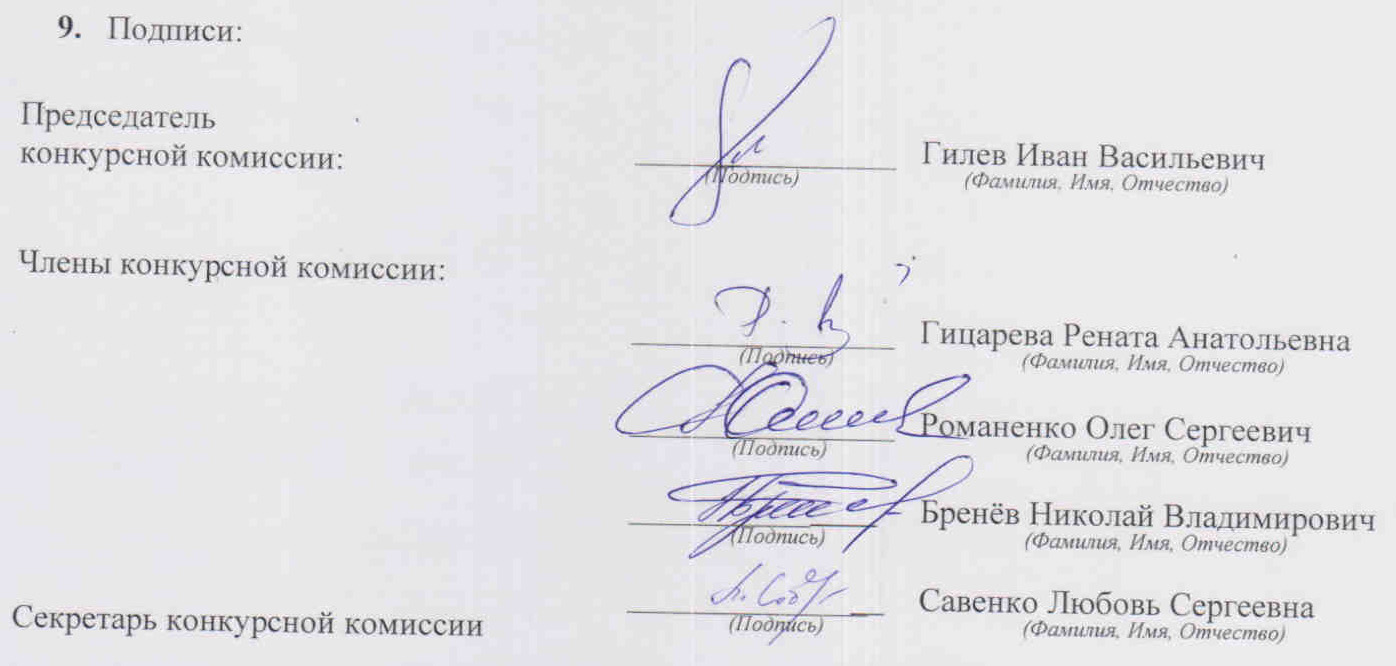 9. Подписи:
Председатель
конкурсной комиссии:
Гилев Иван Васильевич
(Подпись)
(Фамилия, Имя, Отчество)
Члены конкурсной комиссии:
Гицарева Рената Анатольевна
(Подпись)
(Фамилия, Имя, Отчество)
Романенко Олег Сергеевич
(Подпись)
(Фамилия, Имя, Отчество)
Бренёв Николай Владимирович
(Подпись)
(Фамилия, Имя, Отчество)
Секретарь конкурсной комиссии
Савенко Любовь Сергеевна
(Подпись)
(Фамилия, Имя, Отчество)